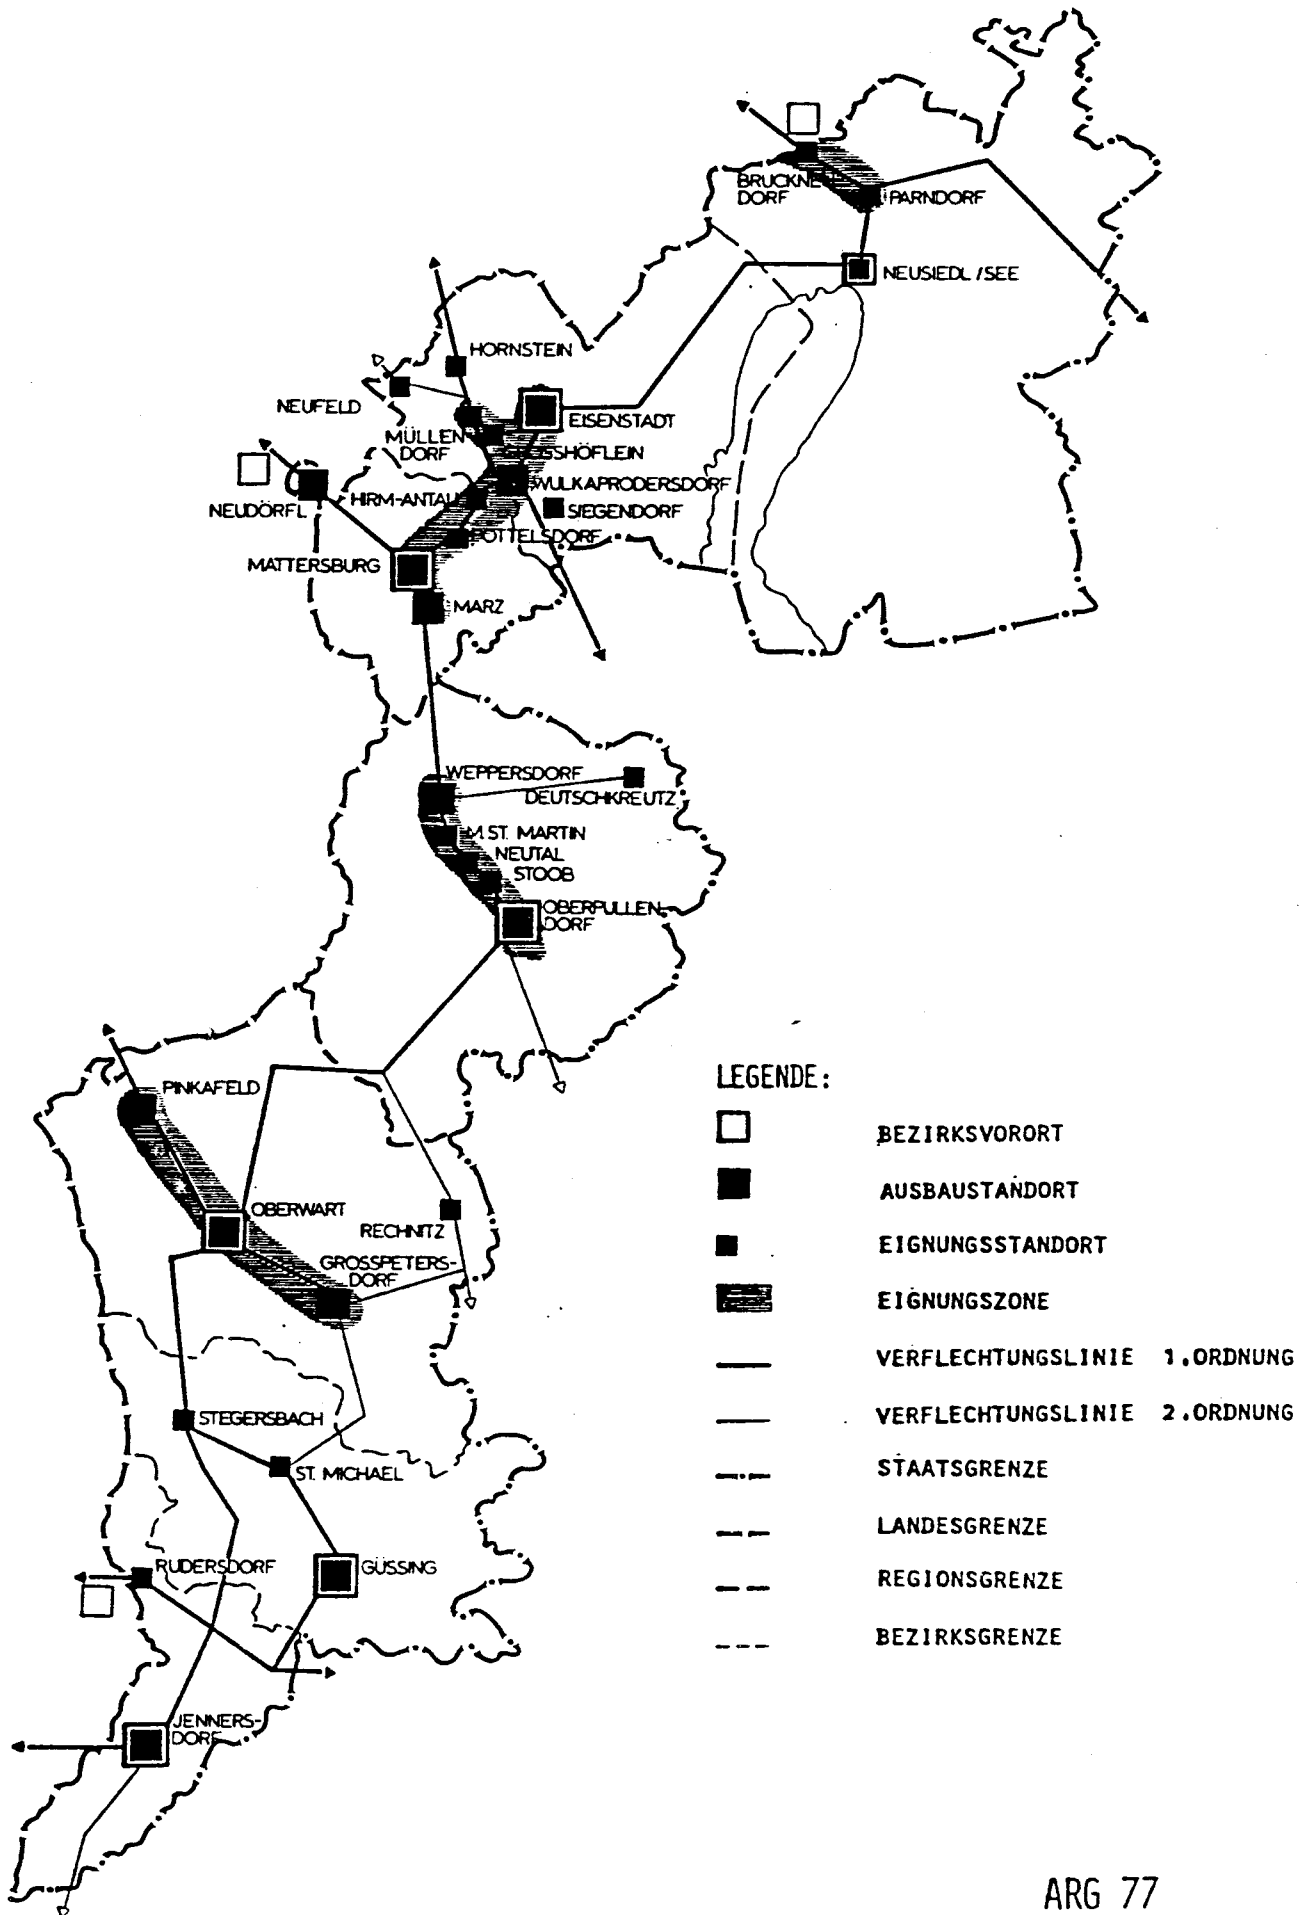 BRUCKNE
DORF
PARNDORF
NEUSIEDL/SEE
HORNSTEIN
NEUFELD
EISENSTADT
MÜLLEN
DORF
GROSSHÖFLEIN
WULKAPRODERSDORF
HIRM-ANTAU
SIEGENDORF
NEUDÖRFL
PÖTTELSDORF
MATTERSBURG
MARZ
WEPPERSDORF
DEUTSCHKREUTZ
M.ST. MARTIN
NEUTAL
STOOB
OBERPULLEN
DORF
PINKAFELD
OBERWART
RECHNITZ
GROSSPETERS-
DORF
STEGERSBACH
ST. MICHAEL
RUDERSDORF
GÜSSING
JENNERS-
DORF
LEGENDE:
BEZIRKSVORORT
AUSBAUSTANDORT
EIGNUNGSSTANDORT
EIGNUNGSZONE
VERFLECHTUNGSLINIE 1.ORDNUNG
VERFLECHTUNGSLINIE 2.ORDNUNG
STAATSGRENZE
LANDESGRENZE
REGIONSGRENZE
BEZIRKSGRENZE
ARG 77